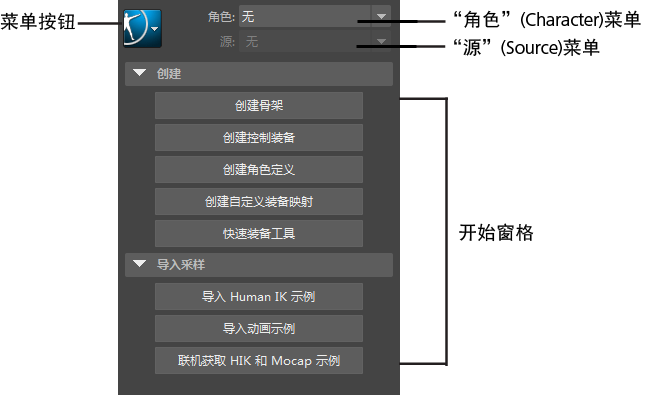 菜单按钮
角色: 无
“角色” (Character)菜单
源: 无
“源” (Source)菜单
创建
创建骨架
创建控制装备
创建角色定义
创建自定义装备映射
快速装备工具
开始窗格
导入采样
导入 Human IK 示例
导入动画示例
联机获取 HIK 和 Mocap 示例